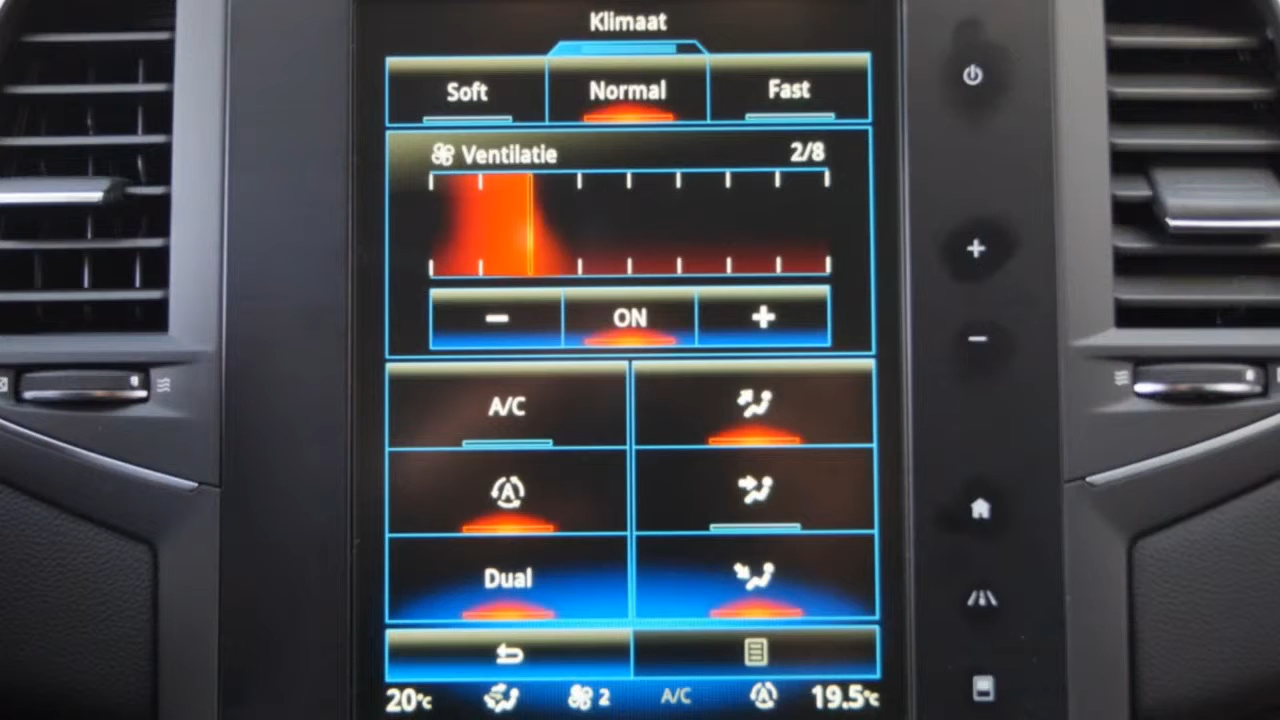 Klimaat
Soft Normal Fast
Ventilatie 2/8
- ON +
A/C
A
Dual
20°C 2 A/C A 19.5°C
+
-